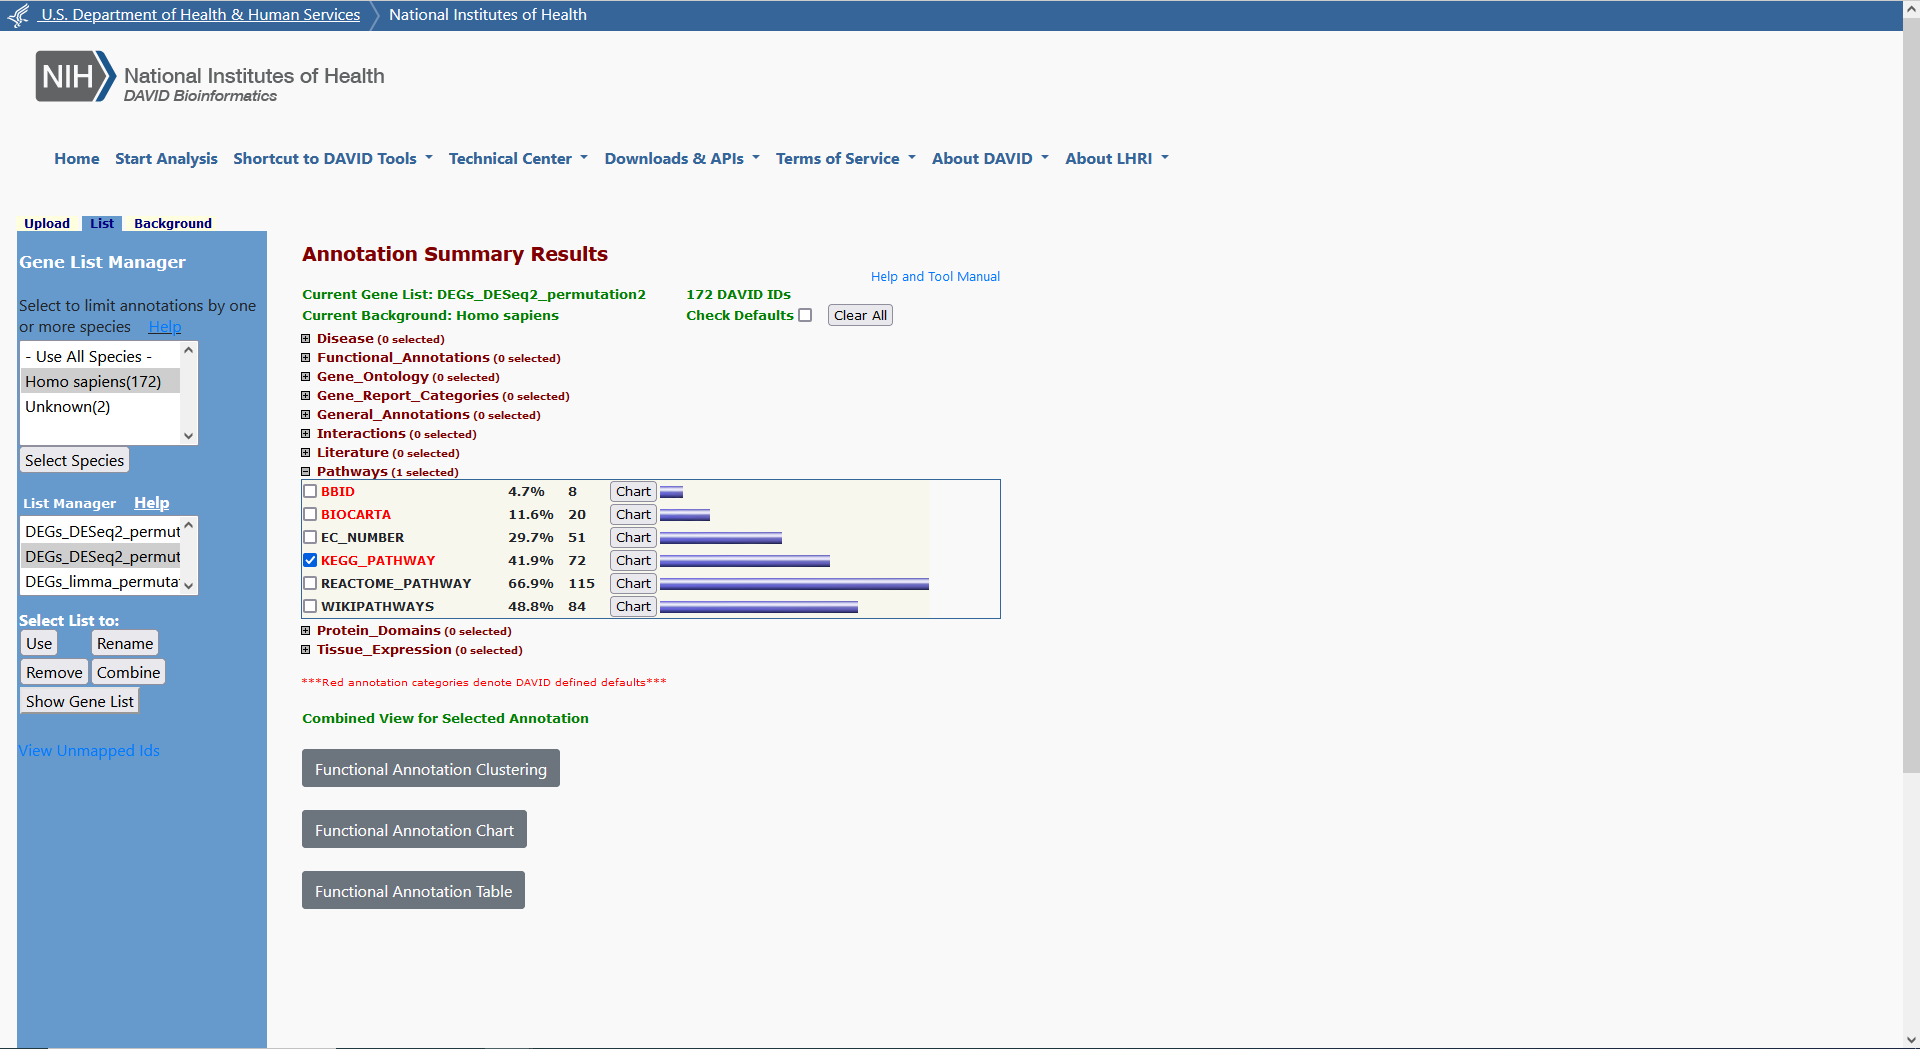 U.S. Department of Health & Human Services National Institutes of Health
NIH National Institutes of Health
DAVID Bioinformatics
Home Start Analysis Shortcut to DAVID Tools Technical Center Downloads & APIs Terms of Service About DAVID About LHRI
Upload List Background
Gene List Manager
Select to limit annotations by one
or more species Help
- Use All Species -
Homo sapiens(172)
Unknown(2)
Select Species
List Manager Help
DEGs_DESeq2_permut
DEGs_DESeq2_permut
DEGs_limma_permuta
Select List to:
Use Rename
Remove Combine
Show Gene List
View Unmapped Ids
Annotation Summary Results
Help and Tool Manual
Current Gene List: DEGs_DESeq2_permutation2 172 DAVID IDs
Current Background: Homo sapiens Check Defaults Clear All
Disease (0 selected)
Functional_Annotations (0 selected)
Gene_Ontology (0 selected)
Gene_Report_Categories (0 selected)
General_Annotations (0 selected)
Interactions (0 selected)
Literature (0 selected)
Pathways (1 selected)
BBID 4.7% 8 Chart
BIOCARTA 11.6% 20 Chart
EC_NUMBER 29.7% 51 Chart
KEGG_PATHWAY 41.9% 72 Chart
REACTOME_PATHWAY 66.9% 115 Chart
WIKIPATHWAYS 48.8% 84 Chart
Protein_Domains (0 selected)
Tissue_Expression (0 selected)
***Red annotation categories denote DAVID defined defaults***
Combined View for Selected Annotation
Functional Annotation Clustering
Functional Annotation Chart
Functional Annotation Table